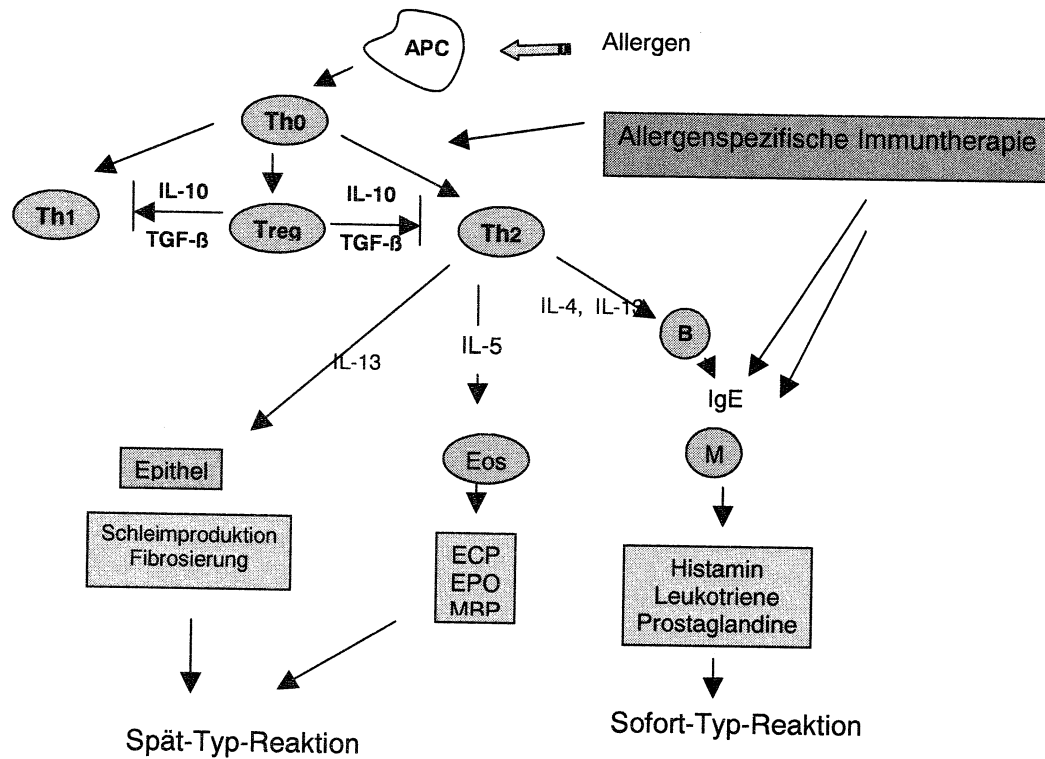 APC
Allergen
Th0
Allergenspezifische Immuntherapie
IL-10
IL-10
Th1
Treg
Th2
TGF-ß
TGF-ß
IL-4, IL-13
B
IL-5
IL-13
IgE
M
Eos
Epithel
Schleimproduktion
Fibrosierung
ECP
EPO
MBP
Histamin
Leukotriene
Prostaglandine
Sofort-Typ-Reaktion
Spät-Typ-Reaktion